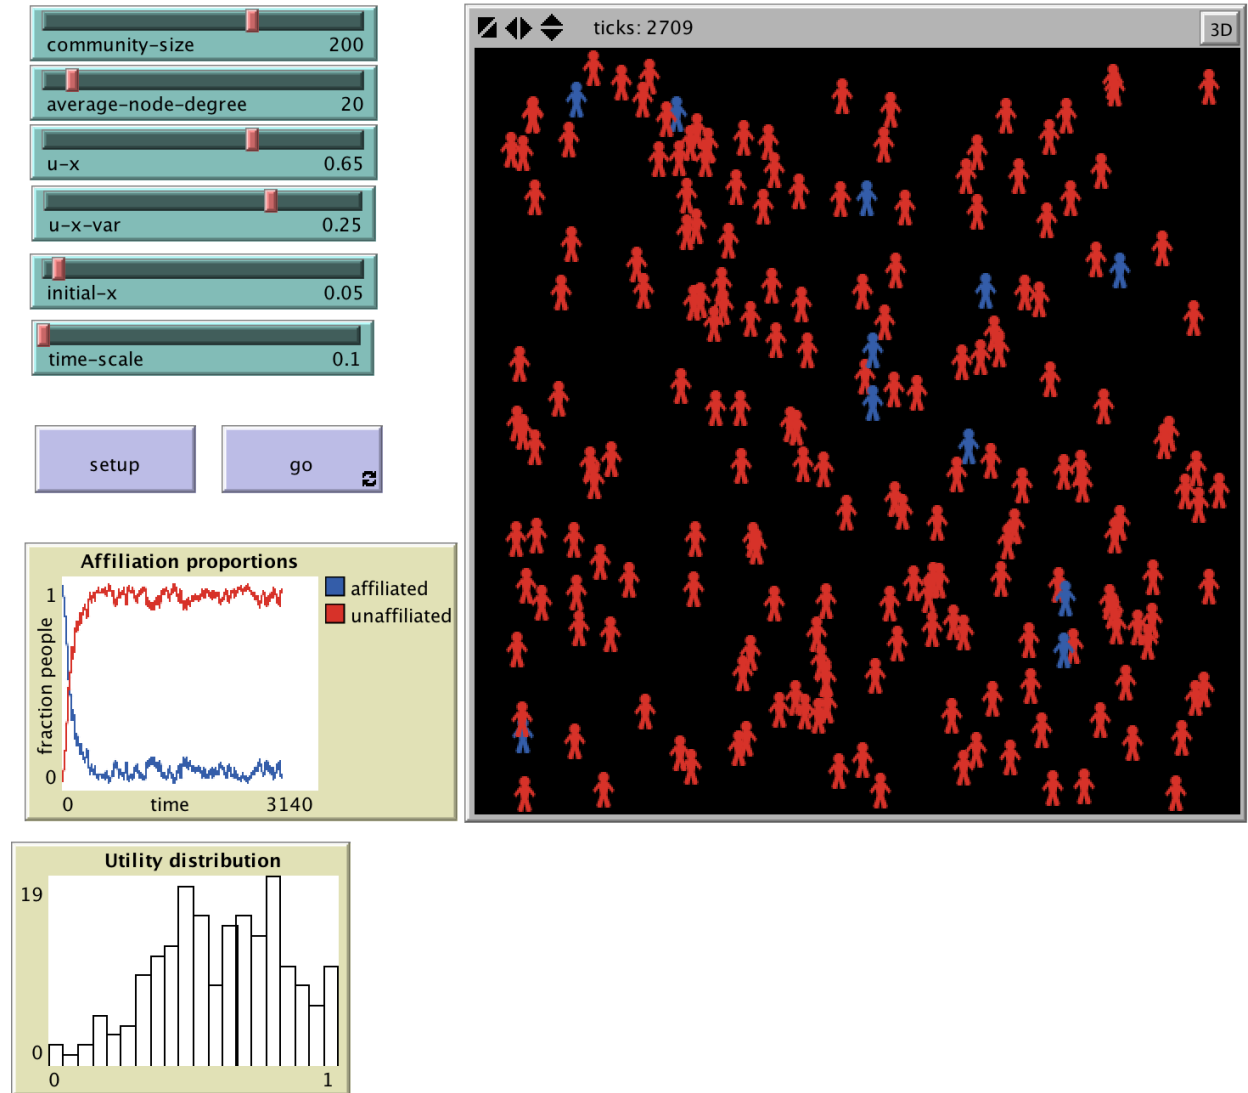 community-size 200
average-node-degree 20
u-x 0.65
u-x-var 0.25
initial-x 0.05
time-scale 0.1
setup
go
ticks: 2709
3D
Affiliation proportions
affiliated
unaffiliated
fraction people
1
0
0 time 3140
Utility distribution
19
0
0 1